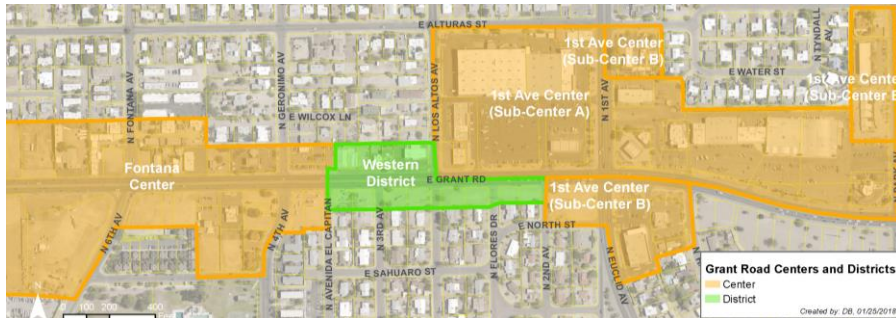 E ALTURAS ST
1st Ave Center
(Sub-Center B)
N TYNDALL
AV
E WATER ST
1st Ave Cente
(Sub-Center
N FONTANA AV
N GERONIMO AV
E WILCOX LN
N LOS ALTOS AV
1st Ave Center
(Sub-Center A)
N 1ST AV
Fontana
Center
Western
District
E GRANT RD
1st Ave Center
(Sub-Center B)
N 6TH AV
N 4TH AV
N AVENIDA EL CAPITAN
N 3RD AV
N FLORES DR
N 2ND AV
E NORTH ST
N EUCLID AV
E SAHUARO ST
N
0 100 200 400
Grant Road Centers and Districts
Center
District
Created by: DB, 01/25/201